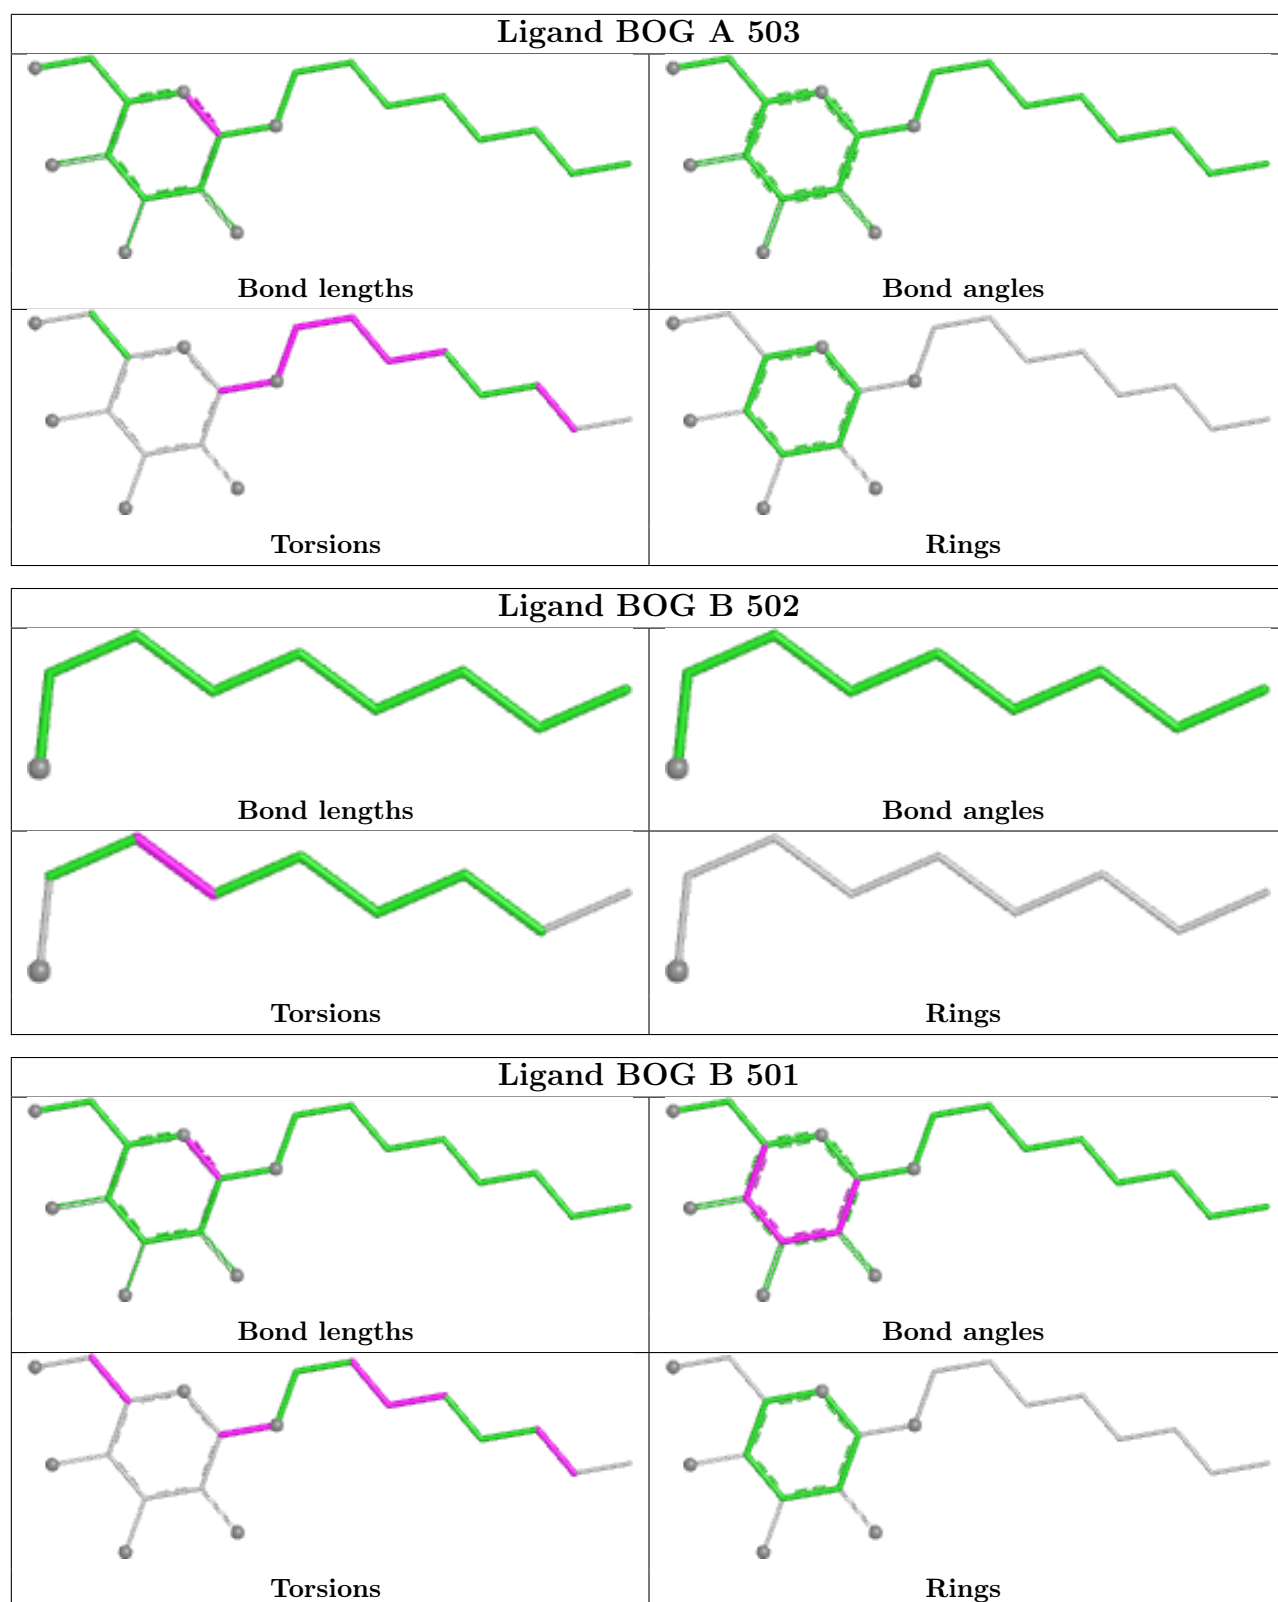 Ligand BOG A 503
Bond lengths
Bond angles
Torsions
Rings
Ligand BOG B 502
Bond lengths
Bond angles
Torsions
Rings
Ligand BOG B 501
Bond lengths
Bond angles
Torsions
Rings